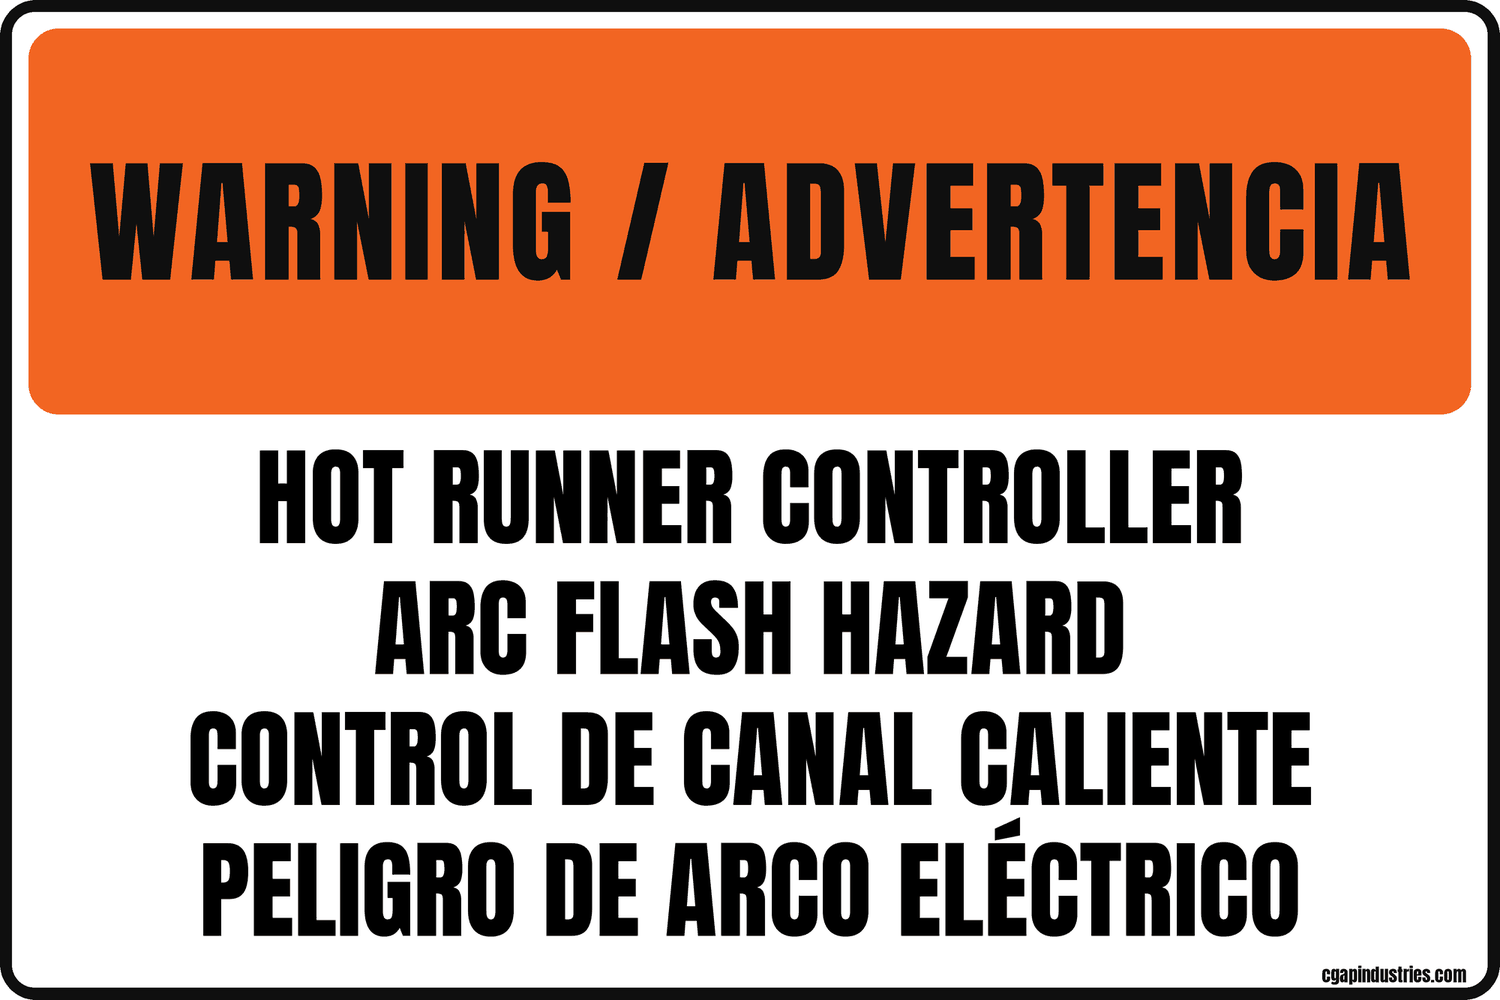 WARNING / ADVERTENCIA
HOT RUNNER CONTROLLER
ARC FLASH HAZARD
CONTROL DE CANAL CALIENTE
PELIGRO DE ARCO ELÉCTRICO
cgapindustries.com